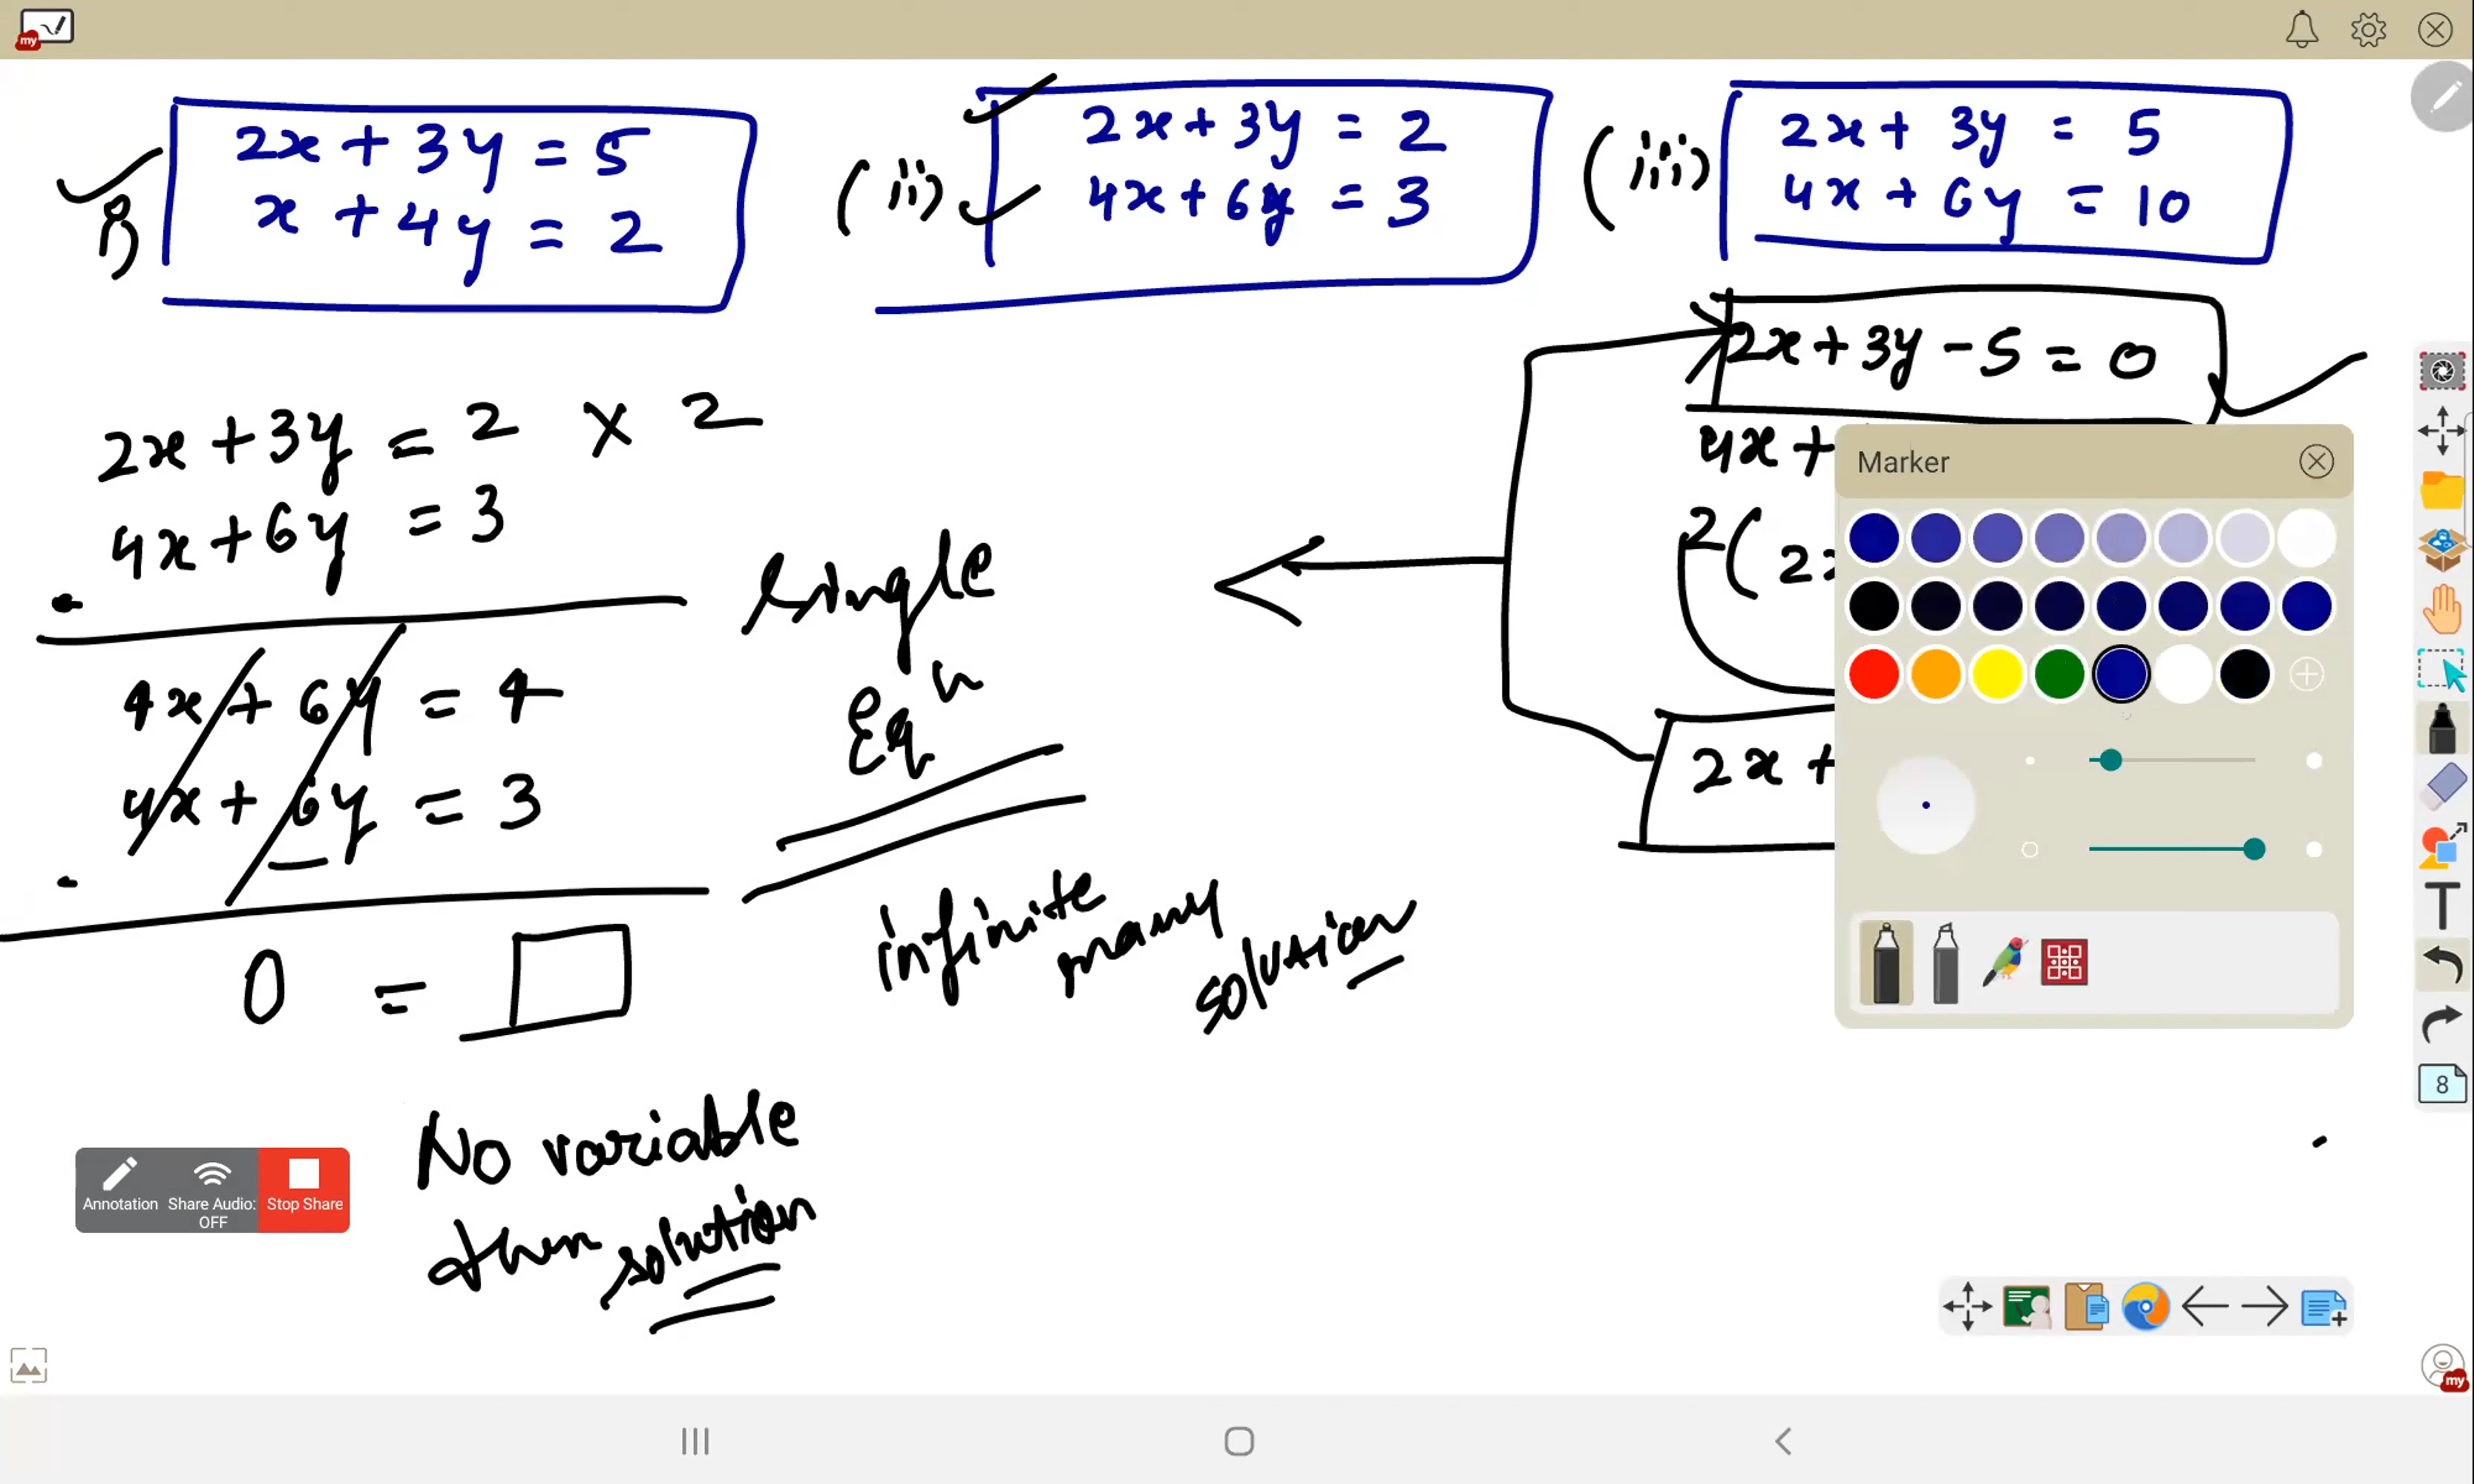 my
i)
2x + 3y = 5
x + 4y = 2
(ii)
2x + 3y = 2
4x + 6y = 3
(iii)
2x + 3y = 5
4x + 6y = 10
2x + 3y - 5 = 0
4x +
2 ( 2x
2x +
2x + 3y = 2 × 2
4x + 6y = 3
4x + 6y = 4
4x + 6y = 3
0 =
single
Eqⁿ
infinite many solution
No variable
then solution
Marker
8
Annotation
Share Audio: OFF
Stop Share
my